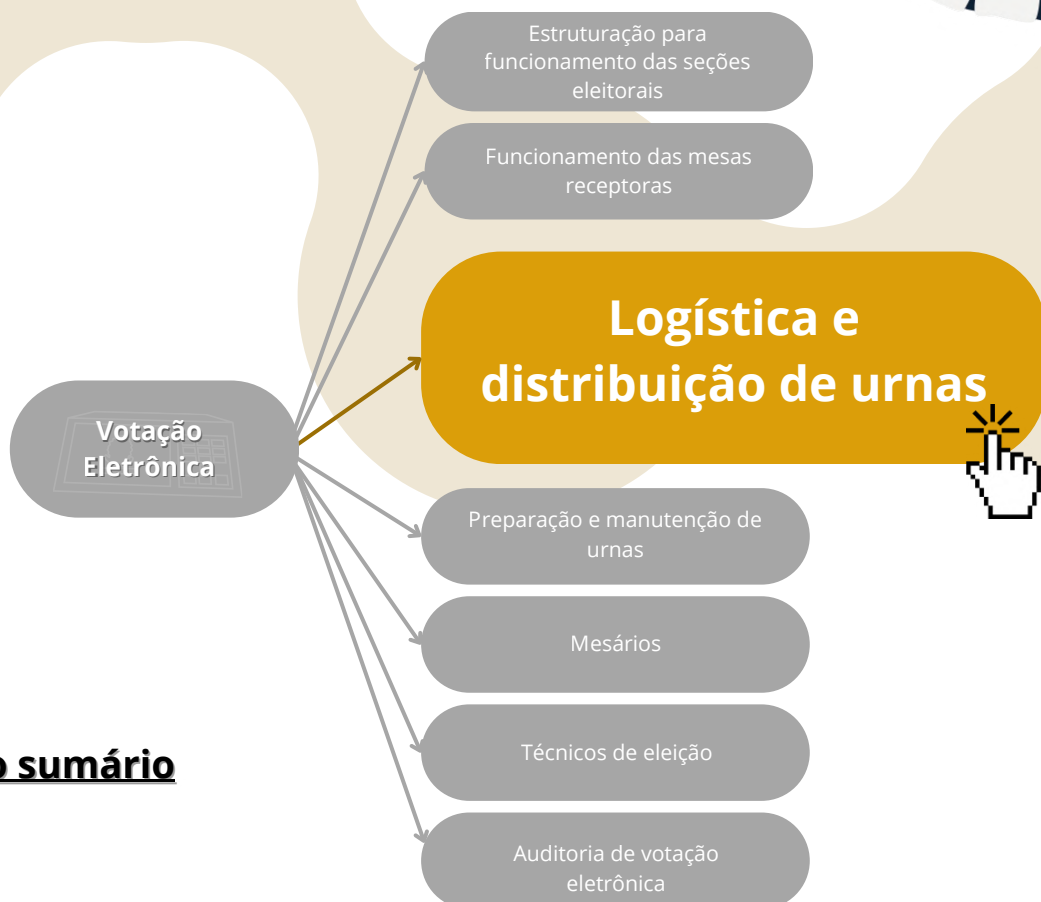 Estruturação para
funcionamento das seções
eleitorais
Funcionamento das mesas
receptoras
Logística e
distribuição de urnas
Votação
Eletrônica
Preparação e manutenção de
urnas
Mesários
Técnicos de eleição
o sumário
Auditoria de votação
eletrônica